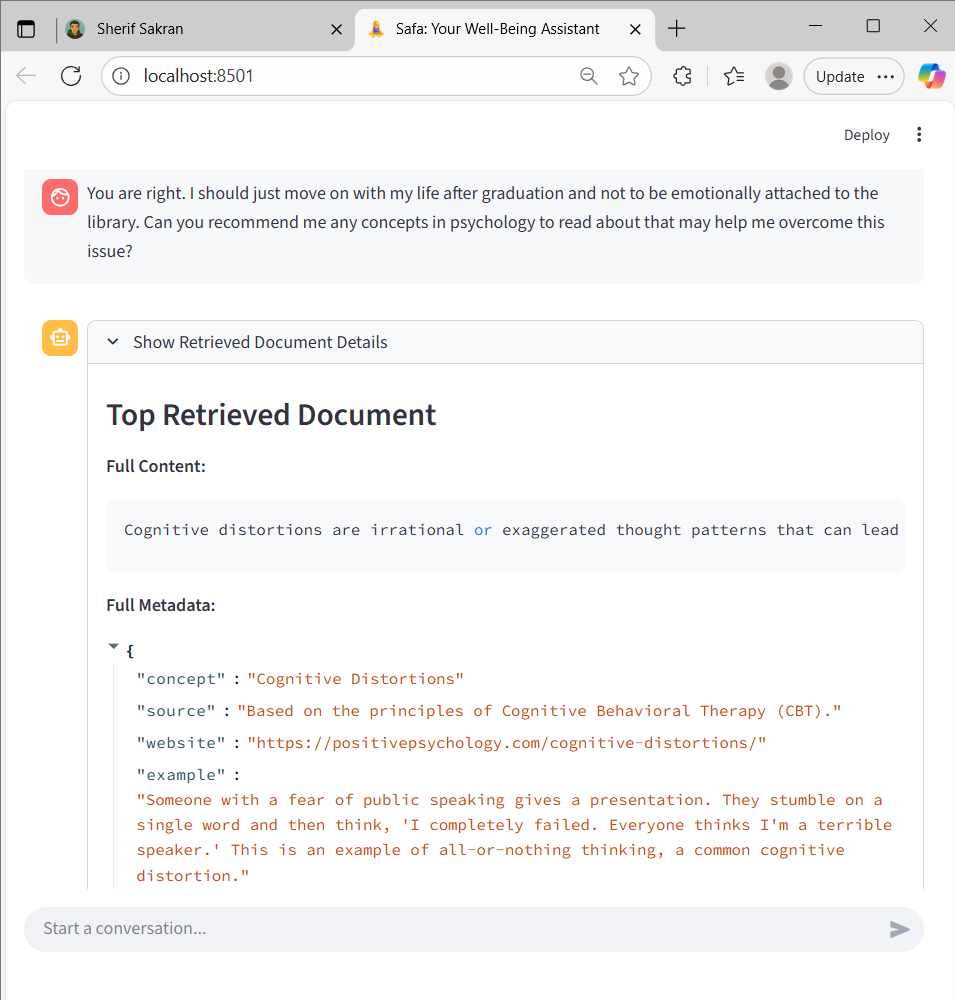 Sherif Sakran
Safa: Your Well-Being Assistant
localhost:8501
Update
Deploy
You are right. I should just move on with my life after graduation and not to be emotionally attached to the
library. Can you recommend me any concepts in psychology to read about that may help me overcome this
issue?
Show Retrieved Document Details
Top Retrieved Document
Full Content:
Cognitive distortions are irrational or exaggerated thought patterns that can lead
Full Metadata:
{
"concept" : "Cognitive Distortions"
"source" : "Based on the principles of Cognitive Behavioral Therapy (CBT)."
"website" : "https://positivepsychology.com/cognitive-distortions/"
"example" :
"Someone with a fear of public speaking gives a presentation. They stumble on a
single word and then think, 'I completely failed. Everyone thinks I'm a terrible
speaker.' This is an example of all-or-nothing thinking, a common cognitive
distortion."
Start a conversation...